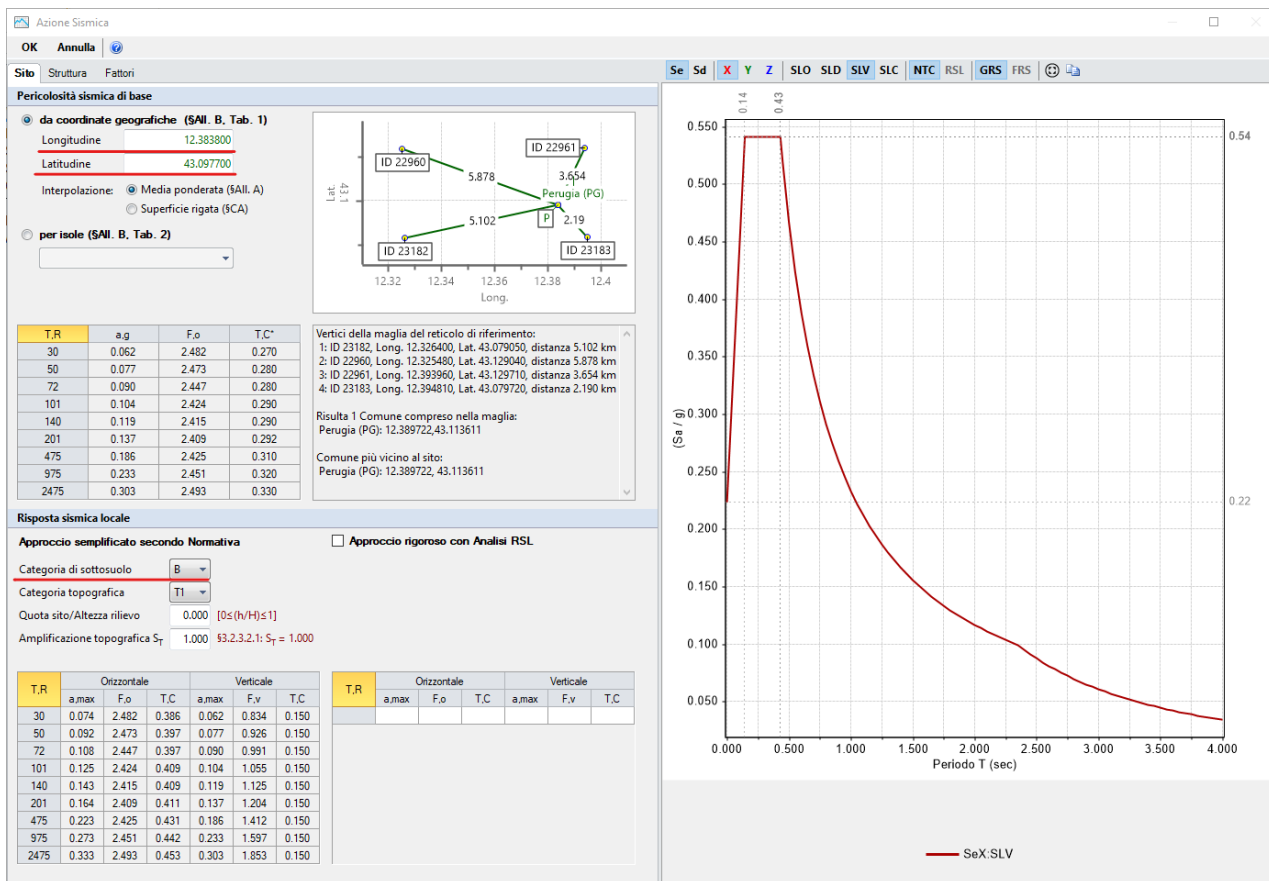 Azione Sismica
OK Annulla
Sito Struttura Fattori
Pericolosità sismica di base
da coordinate geografiche (§All. B, Tab. 1)
Longitudine 12.383800
Latitudine 43.097700
Interpolazione: Media ponderata (§All. A)
Superficie rigata (§CA)
per isole (§All. B, Tab. 2)
43.1
Lat.
ID 22960
ID 22961
5.878
3.654
Perugia (PG)
5.102
P
2.19
ID 23182
ID 23183
12.32 12.34 12.36 12.38 12.4
Long.
T,R a,g F,o T,C*
30 0.062 2.482 0.270
50 0.077 2.473 0.280
72 0.090 2.447 0.280
101 0.104 2.424 0.290
140 0.119 2.415 0.290
201 0.137 2.409 0.292
475 0.186 2.425 0.310
975 0.233 2.451 0.320
2475 0.303 2.493 0.330
Vertici della maglia del reticolo di riferimento:
1: ID 23182, Long. 12.326400, Lat. 43.079050, distanza 5.102 km
2: ID 22960, Long. 12.325480, Lat. 43.129040, distanza 5.878 km
3: ID 22961, Long. 12.393960, Lat. 43.129710, distanza 3.654 km
4: ID 23183, Long. 12.394810, Lat. 43.079720, distanza 2.190 km
Risulta 1 Comune compreso nella maglia:
Perugia (PG): 12.389722,43.113611
Comune più vicino al sito:
Perugia (PG): 12.389722, 43.113611
Risposta sismica locale
Approccio semplificato secondo Normativa
Approccio rigoroso con Analisi RSL
Categoria di sottosuolo B
Categoria topografica T1
Quota sito/Altezza rilievo 0.000 [0≤(h/H)≤1]
Amplificazione topografica ST 1.000 §3.2.3.2.1: ST = 1.000
T,R Orizzontale Verticale
a,max F,o T,C a,max F,v T,C
30 0.074 2.482 0.386 0.062 0.834 0.150
50 0.092 2.473 0.397 0.077 0.926 0.150
72 0.108 2.447 0.397 0.090 0.991 0.150
101 0.125 2.424 0.409 0.104 1.055 0.150
140 0.143 2.415 0.409 0.119 1.125 0.150
201 0.164 2.409 0.411 0.137 1.204 0.150
475 0.223 2.425 0.431 0.186 1.412 0.150
975 0.273 2.451 0.442 0.233 1.597 0.150
2475 0.333 2.493 0.453 0.303 1.853 0.150
T,R Orizzontale Verticale
a,max F,o T,C a,max F,v T,C
Se Sd X Y Z SLO SLD SLV SLC NTC RSL GRS FRS
0.14 0.43
0.550
0.54
0.500
0.450
0.400
0.350
0.300
0.250
0.22
0.200
0.150
0.100
0.050
(Sa / g)
0.000 0.500 1.000 1.500 2.000 2.500 3.000 3.500 4.000
Periodo T (sec)
SeX:SLV